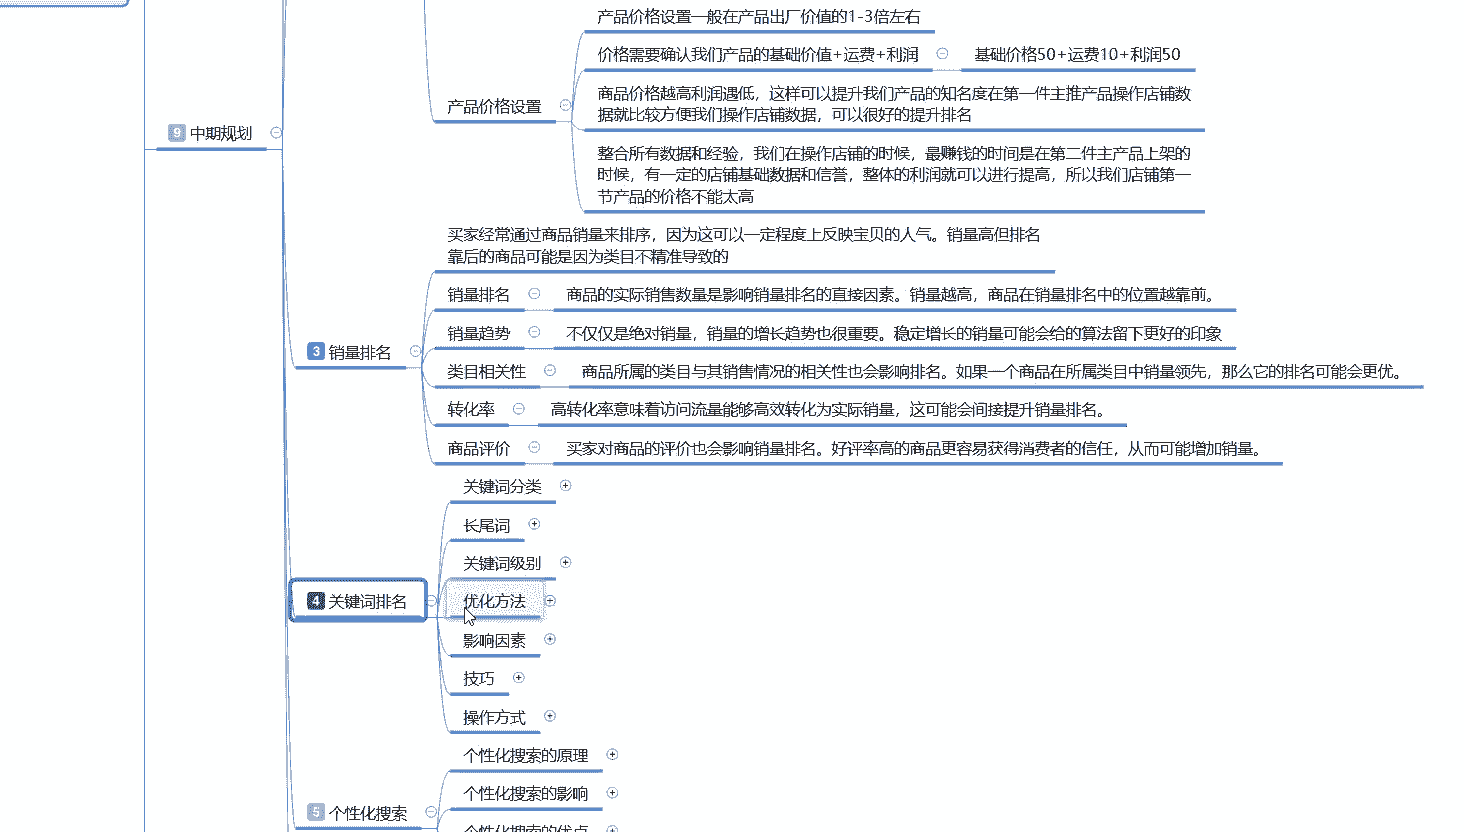 产品价格设置一般在产品出厂价值的1-3倍左右
价格需要确认我们产品的基础价值+运费+利润
基础价格50+运费10+利润50
产品价格设置
商品价格越高利润遇低，这样可以提升我们产品的知名度在第一件主推产品操作店铺数
据就比较方便我们操作店铺数据，可以很好的提升排名
9 中期规划
整合所有数据和经验，我们在操作店铺的时候，最赚钱的时间是在第二件主产品上架的
时候，有一定的店铺基础数据和信誉，整体的利润就可以进行提高，所以我们店铺第一
节产品的价格不能太高
买家经常通过商品销量来排序，因为这可以一定程度上反映宝贝的人气。销量高但排名
靠后的商品可能是因为类目不精准导致的
销量排名
商品的实际销售数量是影响销量排名的直接因素。销量越高，商品在销量排名中的位置越靠前。
销量趋势
不仅仅是绝对销量，销量的增长趋势也很重要。稳定增长的销量可能会给的算法留下更好的印象
3 销量排名
类目相关性
商品所属的类目与其销售情况的相关性也会影响排名。如果一个商品在所属类目中销量领先，那么它的排名可能会更优。
转化率
高转化率意味着访问流量能够高效转化为实际销量，这可能会间接提升销量排名。
商品评价
买家对商品的评价也会影响销量排名。好评率高的商品更容易获得消费者的信任，从而可能增加销量。
关键词分类
长尾词
关键词级别
4 关键词排名
优化方法
影响因素
技巧
操作方式
个性化搜索的原理
个性化搜索的影响
5 个性化搜索
个性化搜索的优点